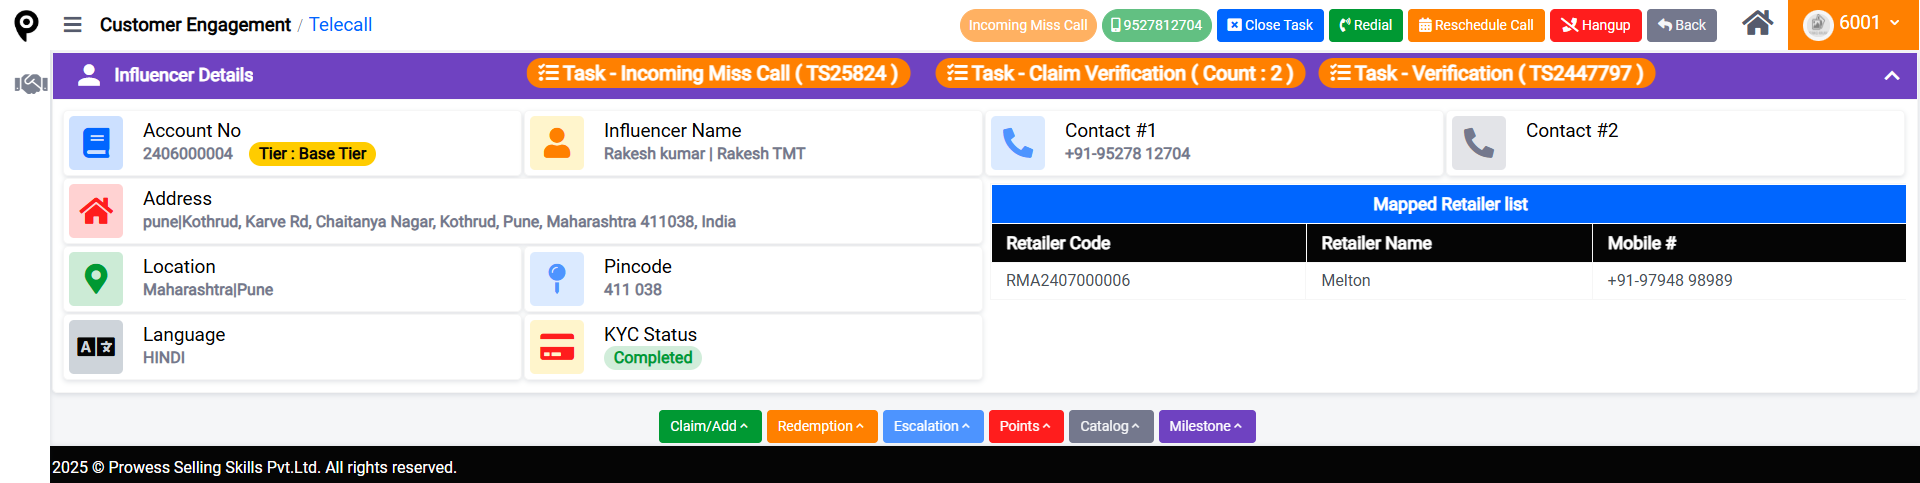 Customer Engagement / Telecall
Incoming Miss Call 9527812704 Close Task Redial Reschedule Call Hangup Back 6001
Influencer Details Task - Incoming Miss Call ( TS25824 ) Task - Claim Verification ( Count : 2 ) Task - Verification ( TS2447797 )
Account No
2406000004 Tier : Base Tier
Influencer Name
Rakesh kumar | Rakesh TMT
Contact #1
+91-95278 12704
Contact #2
Address
pune|Kothrud, Karve Rd, Chaitanya Nagar, Kothrud, Pune, Maharashtra 411038, India
Location
Maharashtra|Pune
Pincode
411 038
Language
HINDI
KYC Status
Completed
Mapped Retailer list
Retailer Code Retailer Name Mobile #
RMA2407000006 Melton +91-97948 98989
Claim/Add Redemption Escalation Points Catalog Milestone
2025 © Prowess Selling Skills Pvt.Ltd. All rights reserved.